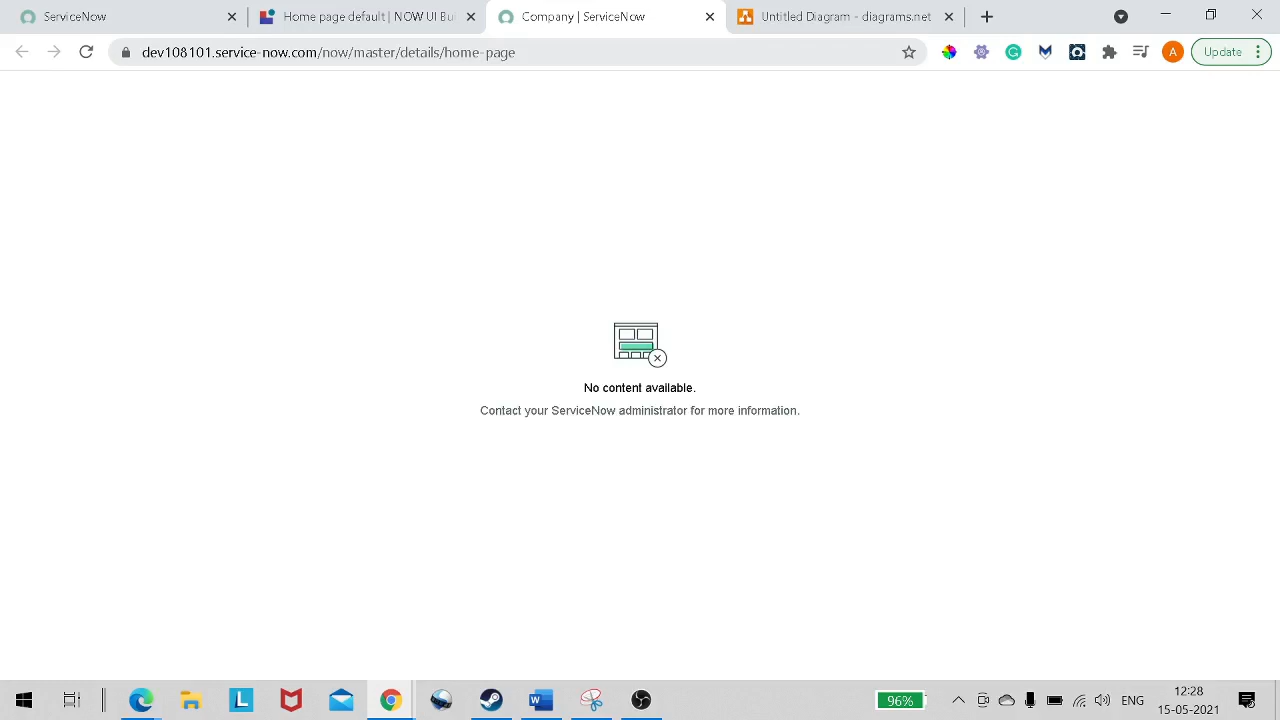 ServiceNow
Home page default | NOW UI Bu
Company | ServiceNow
Untitled Diagram - diagrams.net
dev108101.service-now.com/now/master/details/home-page
A
Update
No content available.
Contact your ServiceNow administrator for more information.
L
W
96%
ENG
12:28
15-05-2021